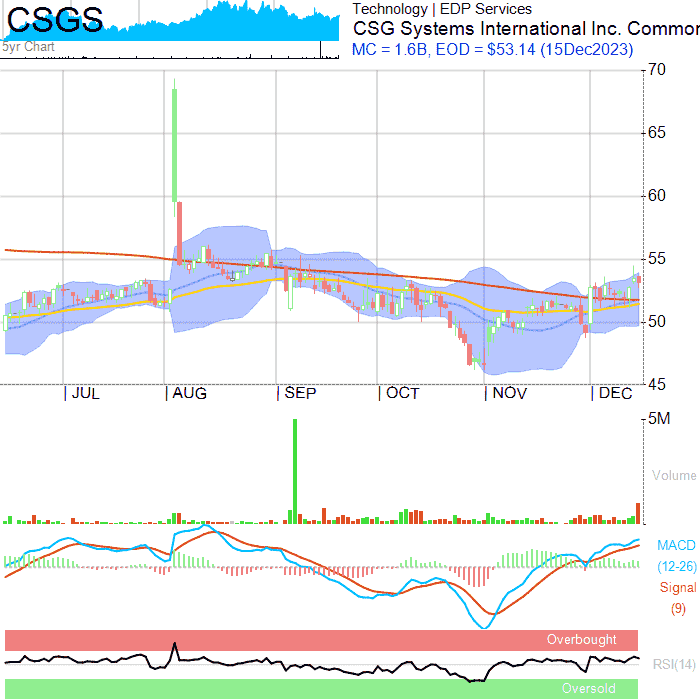 CSGS
5yr Chart
Technology | EDP Services
CSG Systems International Inc. Common
MC = 1.6B, EOD = $53.14 (15Dec2023)
70
65
60
55
50
45
JUL
AUG
SEP
OCT
NOV
DEC
5M
Volume
MACD
(12-26)
Signal
(9)
Overbought
RSI(14)
Oversold